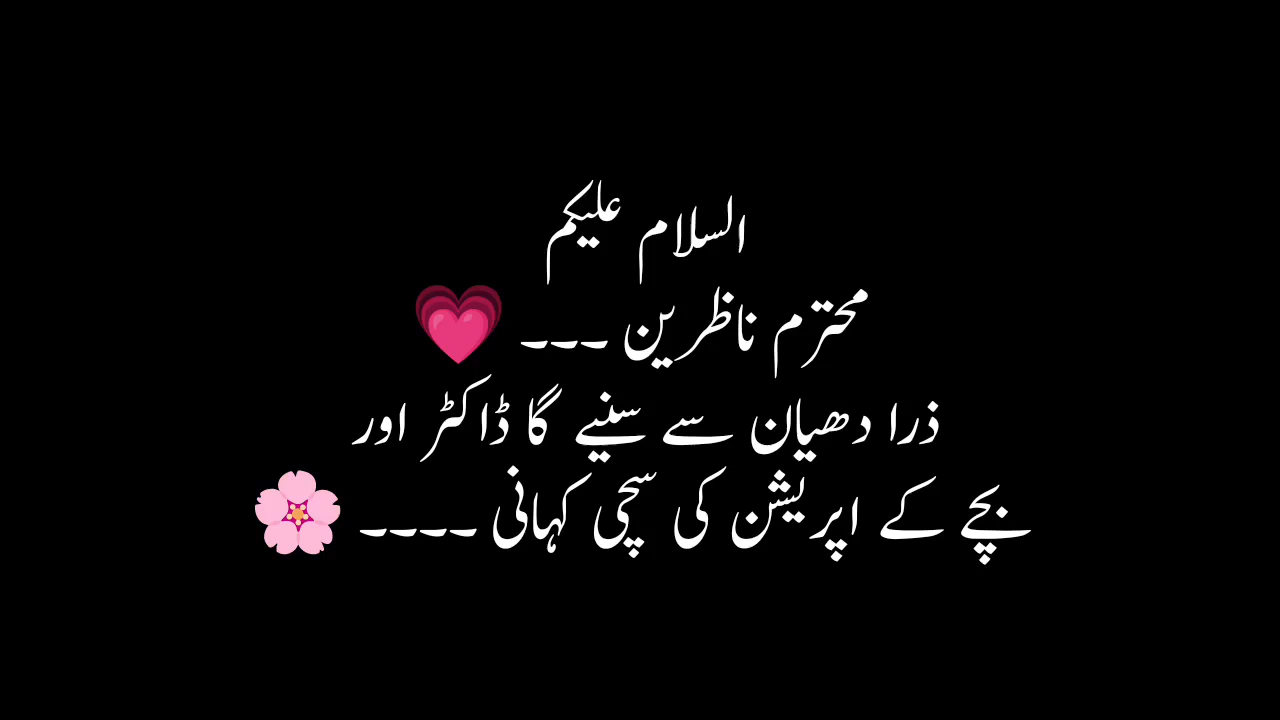 السلام علیکم
محترم ناظرین ۔۔۔ 💗
ذرا دھیان سے سنیے گا ڈاکٹر اور
بچے کے اپریشن کی سچی کہانی ۔۔۔۔ 🌸